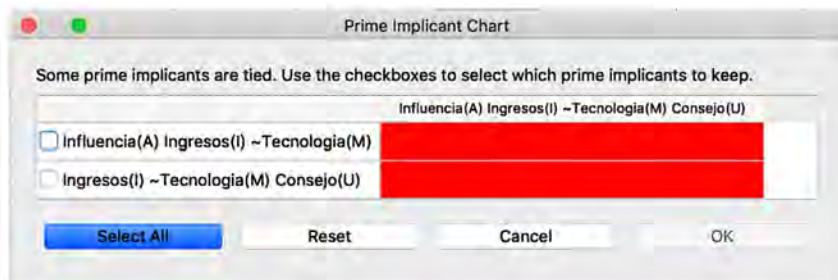 Prime Implicant Chart
Some prime implicants are tied. Use the checkboxes to select which prime implicants to keep.
Influencia(A) Ingresos(I) ~Tecnologia(M) Consejo(U)
Influencia(A) Ingresos(I) ~Tecnologia(M)
Ingresos(I) ~Tecnologia(M) Consejo(U)
Select All Reset Cancel OK